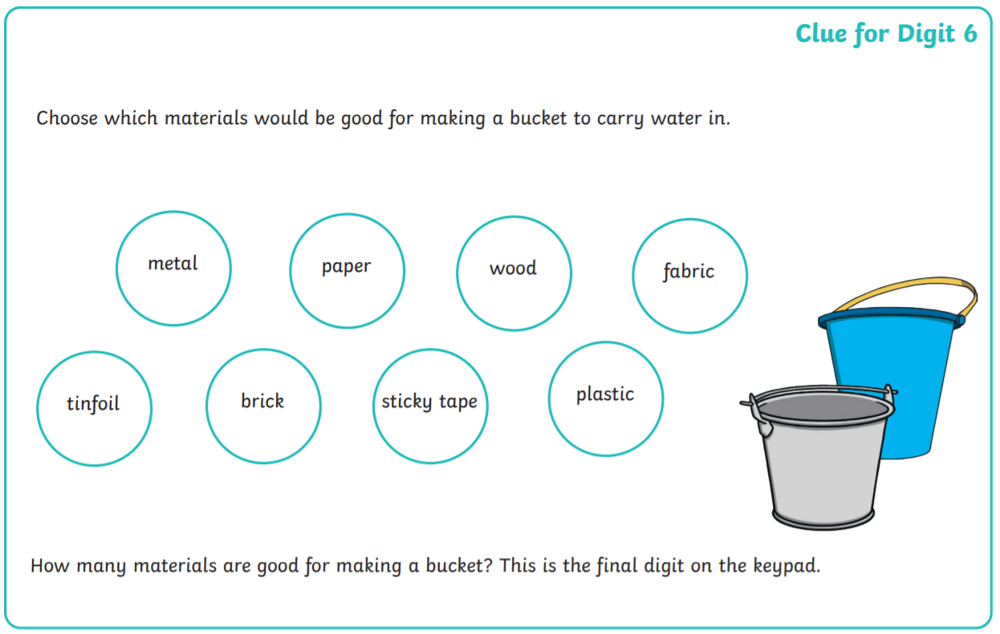 Clue for Digit 6
Choose which materials would be good for making a bucket to carry water in.
metal
paper
wood
fabric
tinfoil
brick
sticky tape
plastic
How many materials are good for making a bucket? This is the final digit on the keypad.